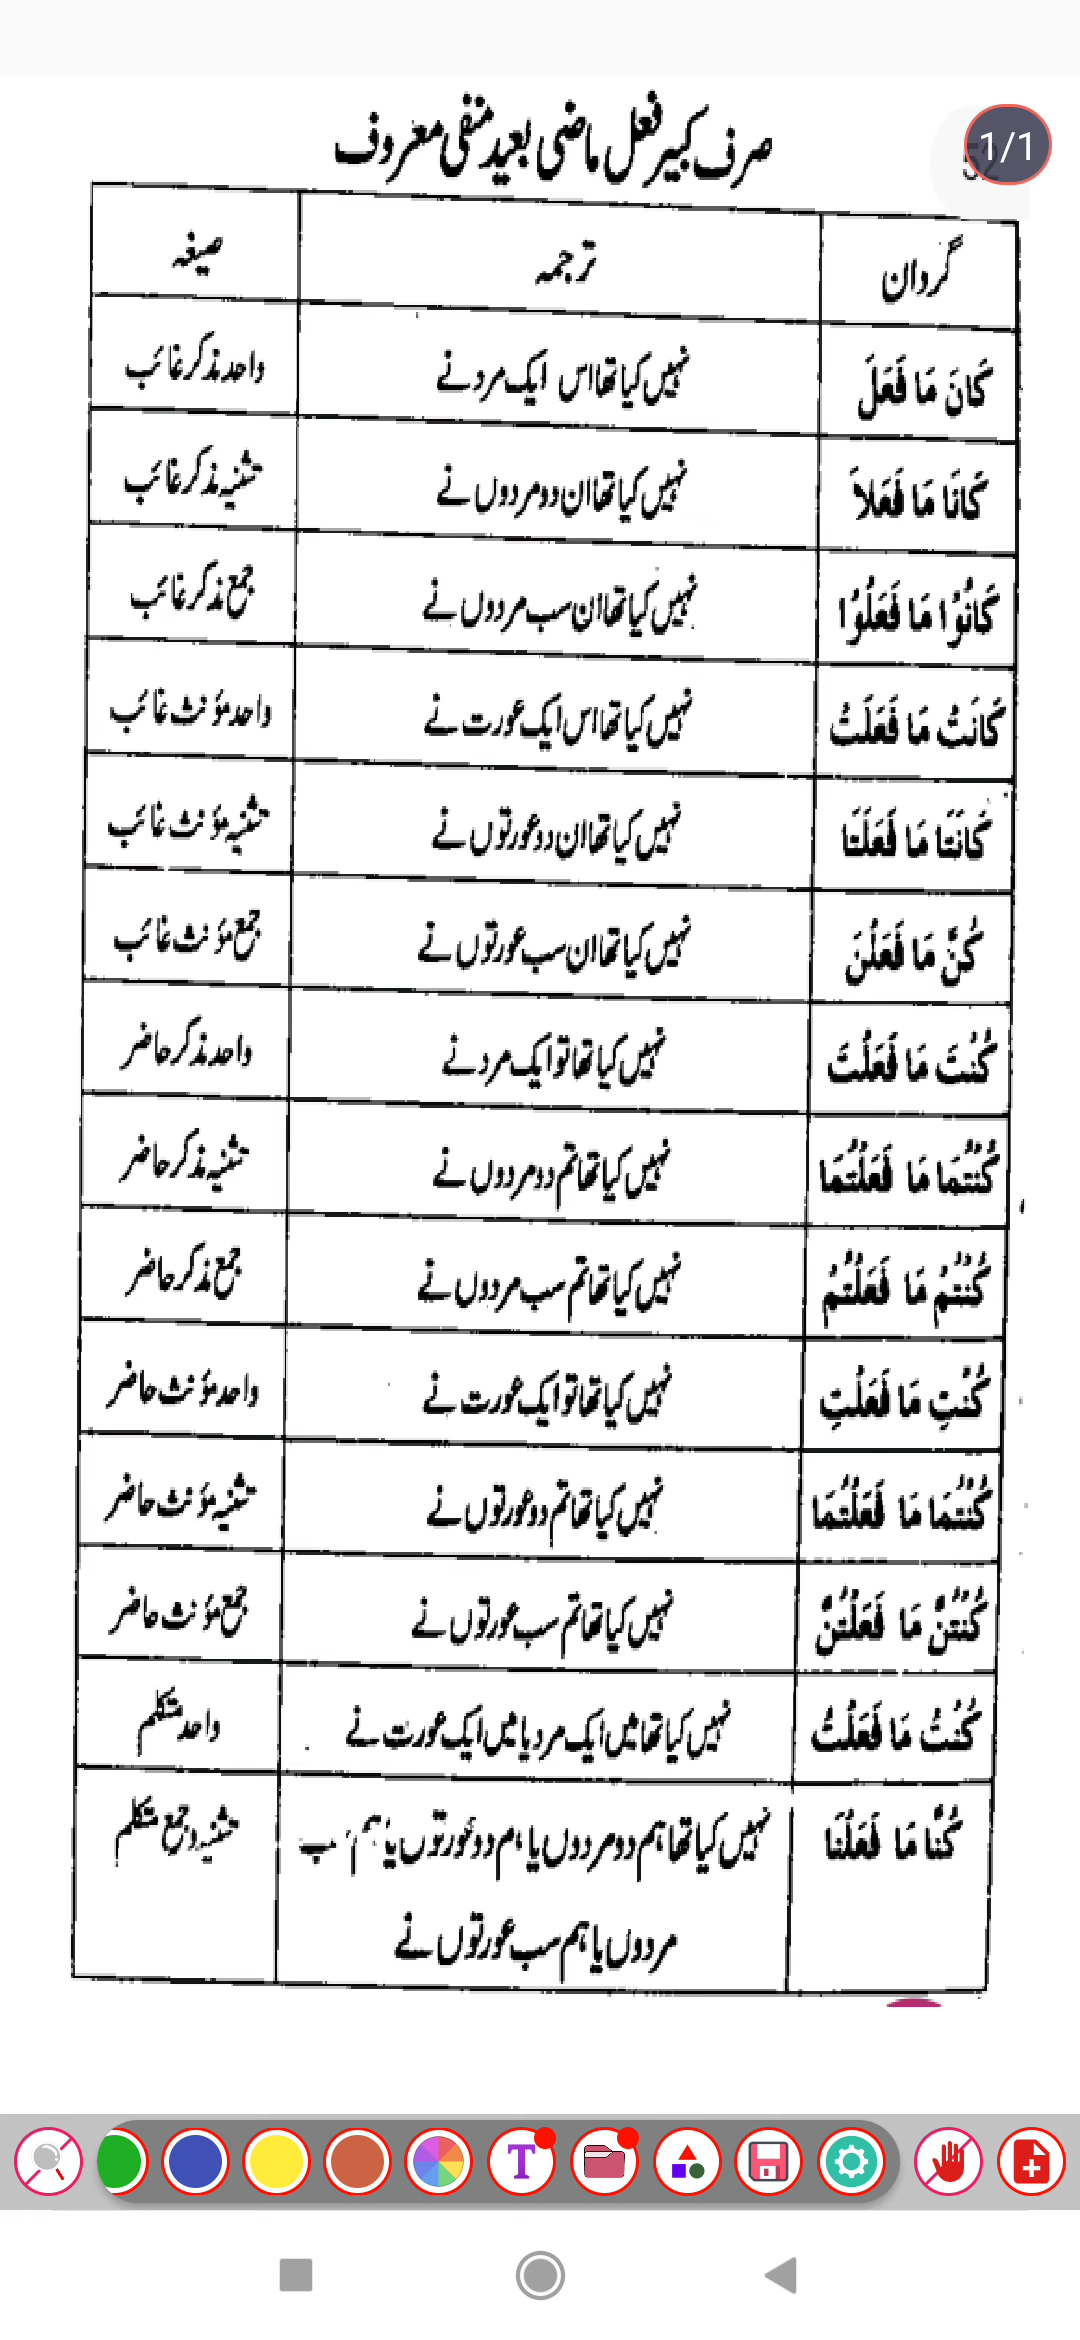 1/1
صرف کبیر فعل ماضی بعید منفی معروف
گردان ترجمہ صیغہ
كَانَ مَا فَعَلَ نہیں کیا تھا اس ایک مرد نے واحد مذکر غائب
كَانَا مَا فَعَلاَ نہیں کیا تھا ان دو مردوں نے تثنیہ مذکر غائب
كَانُوْا مَا فَعَلُوْا نہیں کیا تھا ان سب مردوں نے جمع مذکر غائب
كَانَتْ مَا فَعَلَتْ نہیں کیا تھا اس ایک عورت نے واحد مؤنث غائب
كَانَتَا مَا فَعَلَتَا نہیں کیا تھا ان دو عورتوں نے تثنیہ مؤنث غائب
كُنَّ مَا فَعَلْنَ نہیں کیا تھا ان سب عورتوں نے جمع مؤنث غائب
كُنْتَ مَا فَعَلْتَ نہیں کیا تھا تو ایک مرد نے واحد مذکر حاضر
كُنْتُمَا مَا فَعَلْتُمَا نہیں کیا تھا تم دو مردوں نے تثنیہ مذکر حاضر
كُنْتُمْ مَا فَعَلْتُمْ نہیں کیا تھا تم سب مردوں نے جمع مذکر حاضر
كُنْتِ مَا فَعَلْتِ نہیں کیا تھا تو ایک عورت نے واحد مؤنث حاضر
كُنْتُمَا مَا فَعَلْتُمَا نہیں کیا تھا تم دو عورتوں نے تثنیہ مؤنث حاضر
كُنْتُنَّ مَا فَعَلْتُنَّ نہیں کیا تھا تم سب عورتوں نے جمع مؤنث حاضر
كُنْتُ مَا فَعَلْتُ نہیں کیا تھا میں ایک مرد یا میں ایک عورت نے واحد متکلم
كُنَّا مَا فَعَلْنَا نہیں کیا تھا ہم دو مردوں یا ہم دو عورتوں یا ہم سب تثنیہ و جمع متکلم
مردوں یا ہم سب عورتوں نے
T